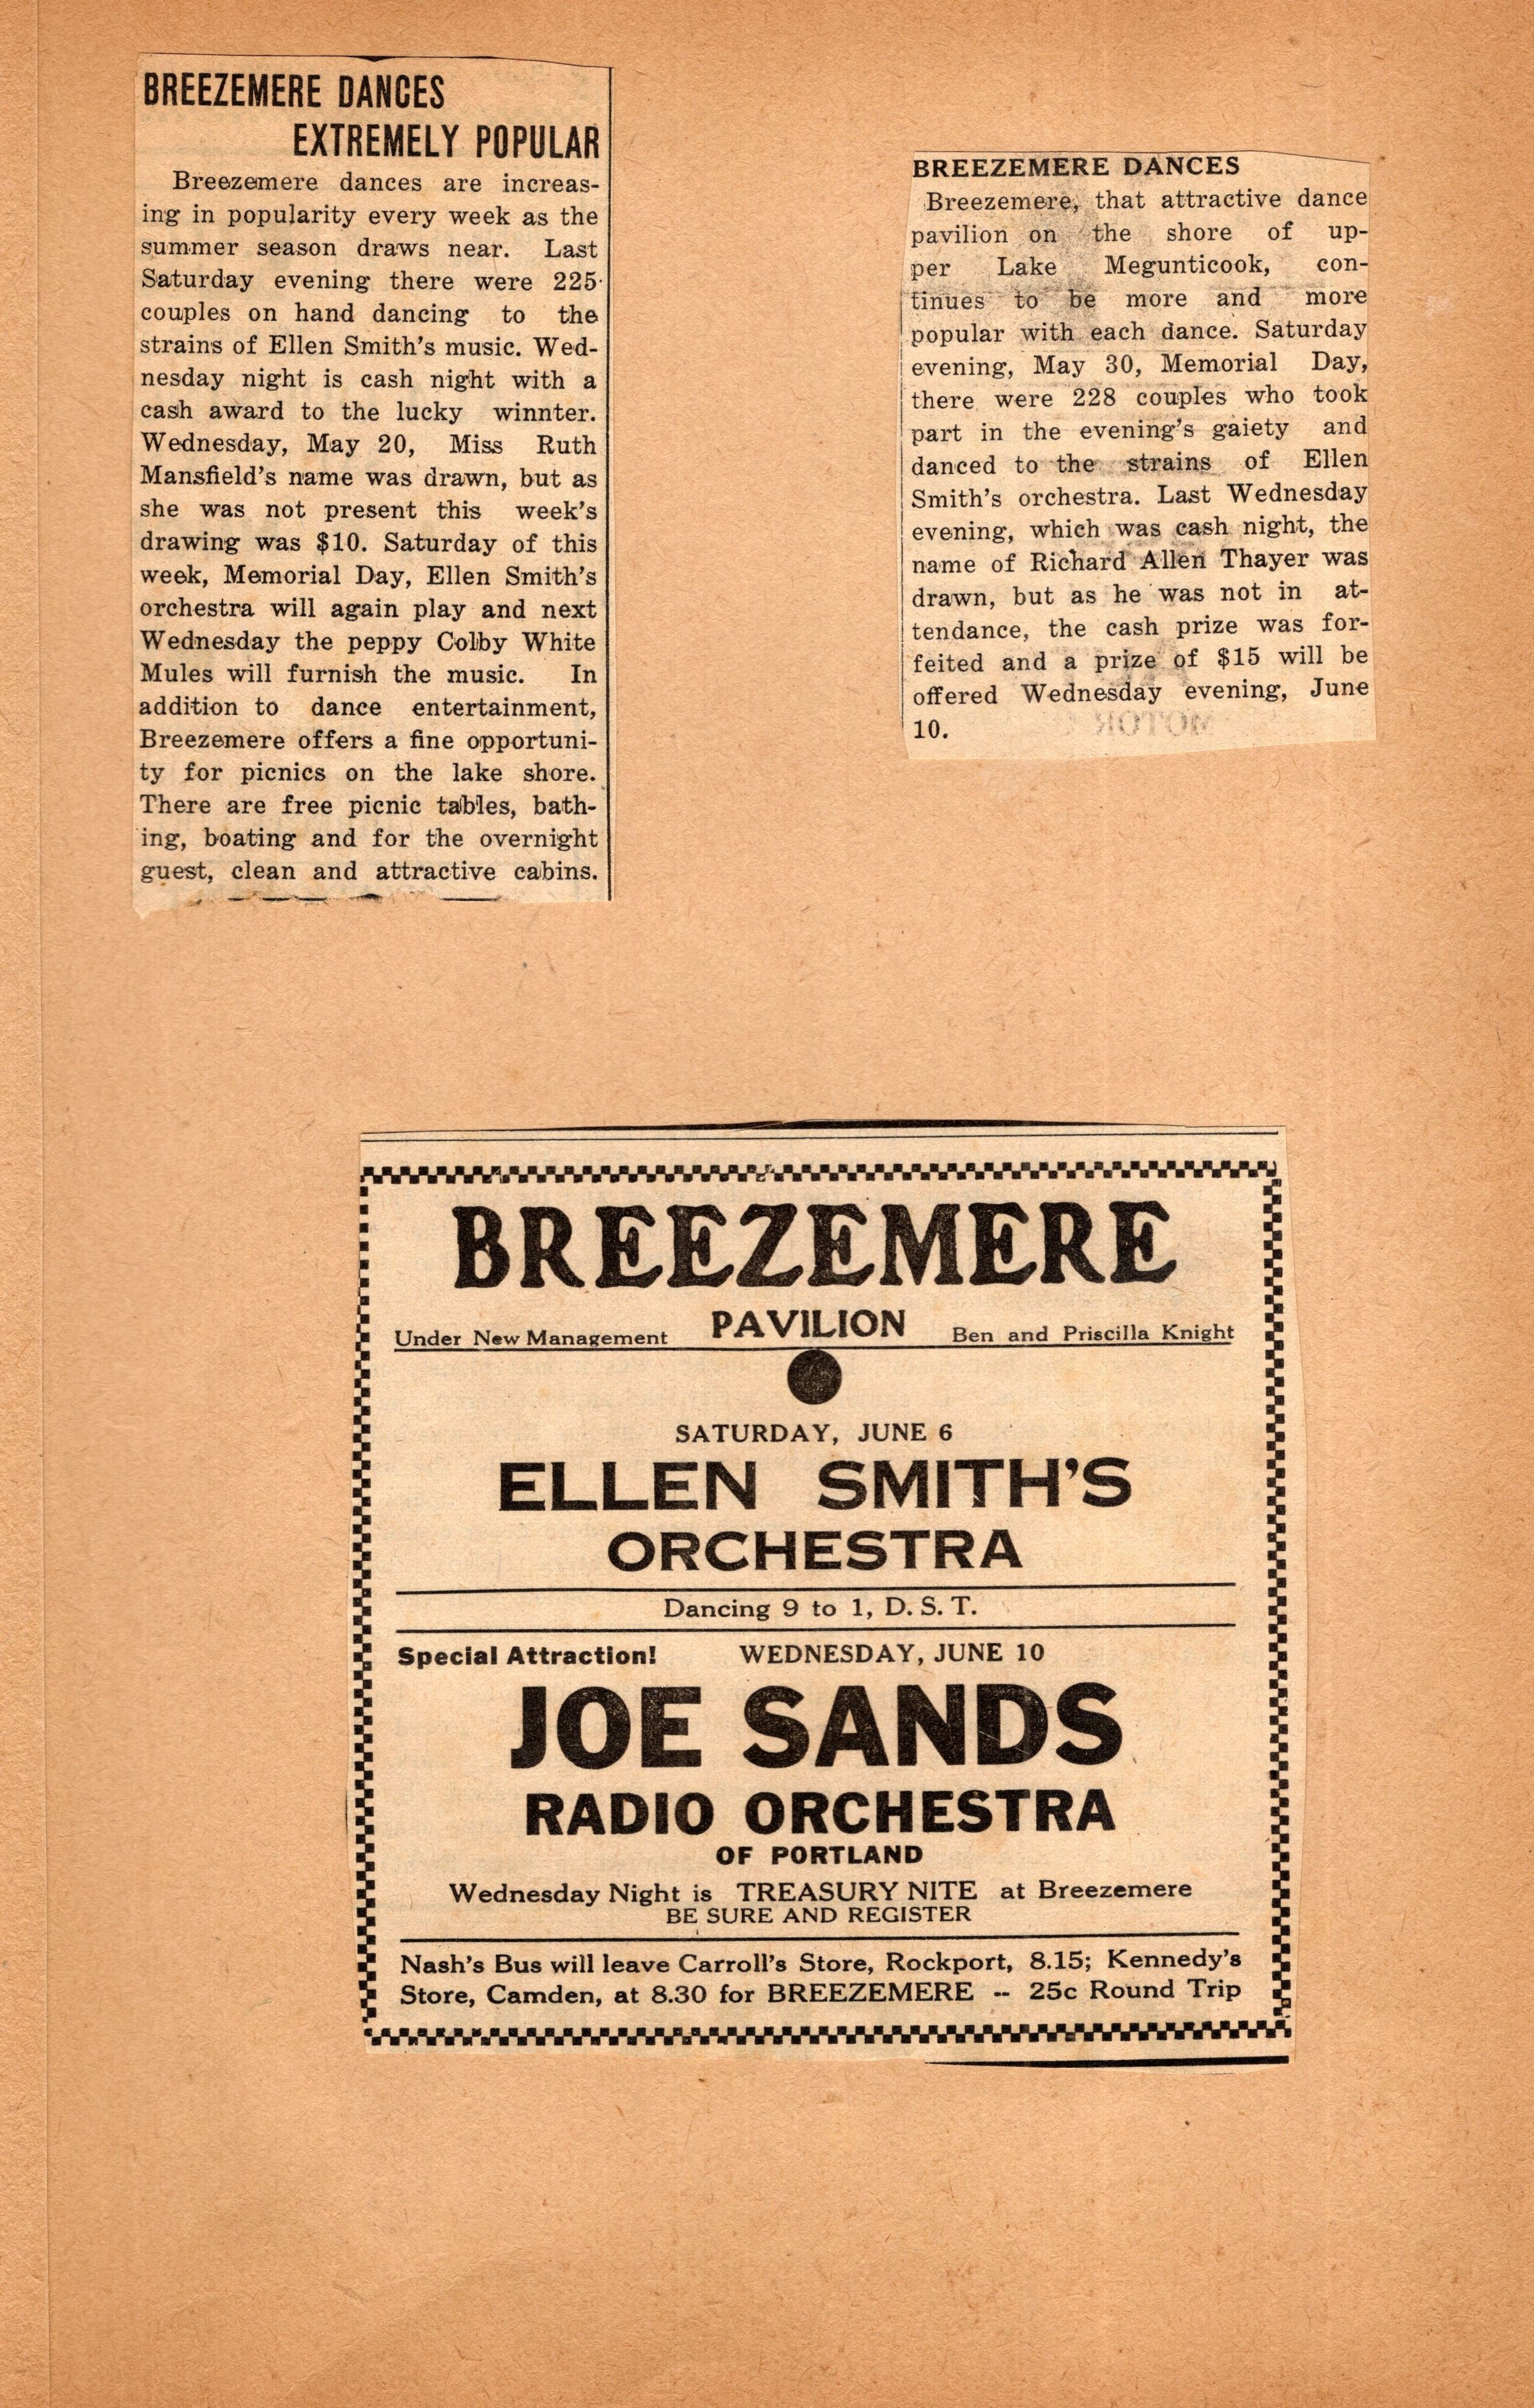 BREEZEMERE DANCES
EXTREMELY POPULAR
Breezemere dances are increas-
ing in popularity every week as the
summer season draws near. Last
Saturday evening there were 225
couples on hand dancing to the
strains of Ellen Smith's music. Wed-
nesday night is cash night with a
cash award to the lucky winnter.
Wednesday, May 20, Miss Ruth
Mansfield's name was drawn, but as
she was not present this week's
drawing was $10. Saturday of this
week, Memorial Day, Ellen Smith's
orchestra will again play and next
Wednesday the peppy Colby White
Mules will furnish the music. In
addition to dance entertainment,
Breezemere offers a fine opportuni-
ty for picnics on the lake shore.
There are free picnic tables, bath-
ing, boating and for the overnight
guest, clean and attractive cabins.
BREEZEMERE DANCES
Breezemere, that attractive dance
pavilion on the shore of up-
per Lake Megunticook, con-
tinues to be more and more
popular with each dance. Saturday
evening, May 30, Memorial Day,
there were 228 couples who took
part in the evening's gaiety and
danced to the strains of Ellen
Smith's orchestra. Last Wednesday
evening, which was cash night, the
name of Richard Allen Thayer was
drawn, but as he was not in at-
tendance, the cash prize was for-
feited and a prize of $15 will be
offered Wednesday evening, June
10.
MOTOR
BREEZEMERE
Under New Management PAVILION Ben and Priscilla Knight
SATURDAY, JUNE 6
ELLEN SMITH'S
ORCHESTRA
Dancing 9 to 1, D. S. T.
Special Attraction! WEDNESDAY, JUNE 10
JOE SANDS
RADIO ORCHESTRA
OF PORTLAND
Wednesday Night is TREASURY NITE at Breezemere
BE SURE AND REGISTER
Nash's Bus will leave Carroll's Store, Rockport, 8.15; Kennedy's
Store, Camden, at 8.30 for BREEZEMERE -- 25c Round Trip